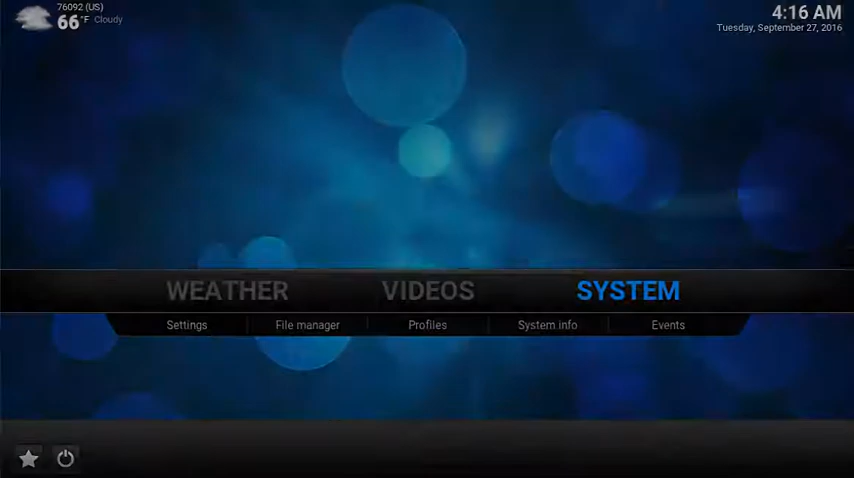 76092 (US)
66°F Cloudy
4:16 AM
Tuesday, September 27, 2016
WEATHER VIDEOS SYSTEM
Settings File manager Profiles System info Events